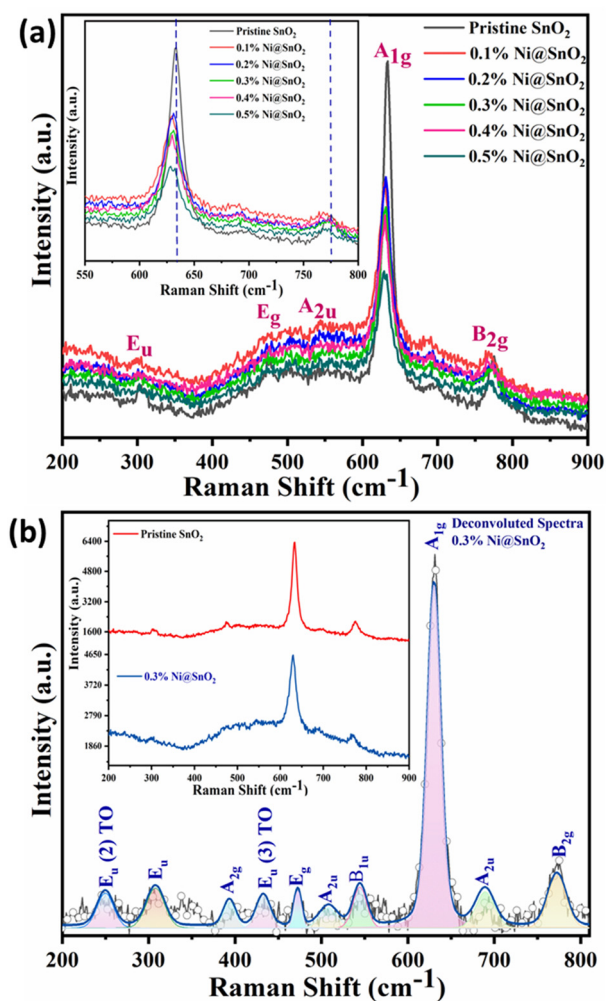 (a)
Pristine SnO₂
0.1% Ni@SnO₂
0.2% Ni@SnO₂
0.3% Ni@SnO₂
0.4% Ni@SnO₂
0.5% Ni@SnO₂
Intensity (a.u.)
550 600 650 700 750 800
Raman Shift (cm⁻¹)
A1g
Pristine SnO₂
0.1% Ni@SnO₂
0.2% Ni@SnO₂
0.3% Ni@SnO₂
0.4% Ni@SnO₂
0.5% Ni@SnO₂
Intensity (a.u.)
Eu
Eg
A2u
B2g
200 300 400 500 600 700 800 900
Raman Shift (cm⁻¹)
(b)
Pristine SnO₂
6400
4800
3200
1600
4650
3720
2790
1860
0.3% Ni@SnO₂
Intensity (a.u.)
200 300 400 500 600 700 800 900
Raman Shift (cm⁻¹)
A1g
Deconvoluted Spectra
0.3% Ni@SnO₂
Intensity (a.u.)
Eu (2) TO
Eu
A2g
Eu (3) TO
Eg
A2u
B1u
A2u
B2g
200 300 400 500 600 700 800
Raman Shift (cm⁻¹)